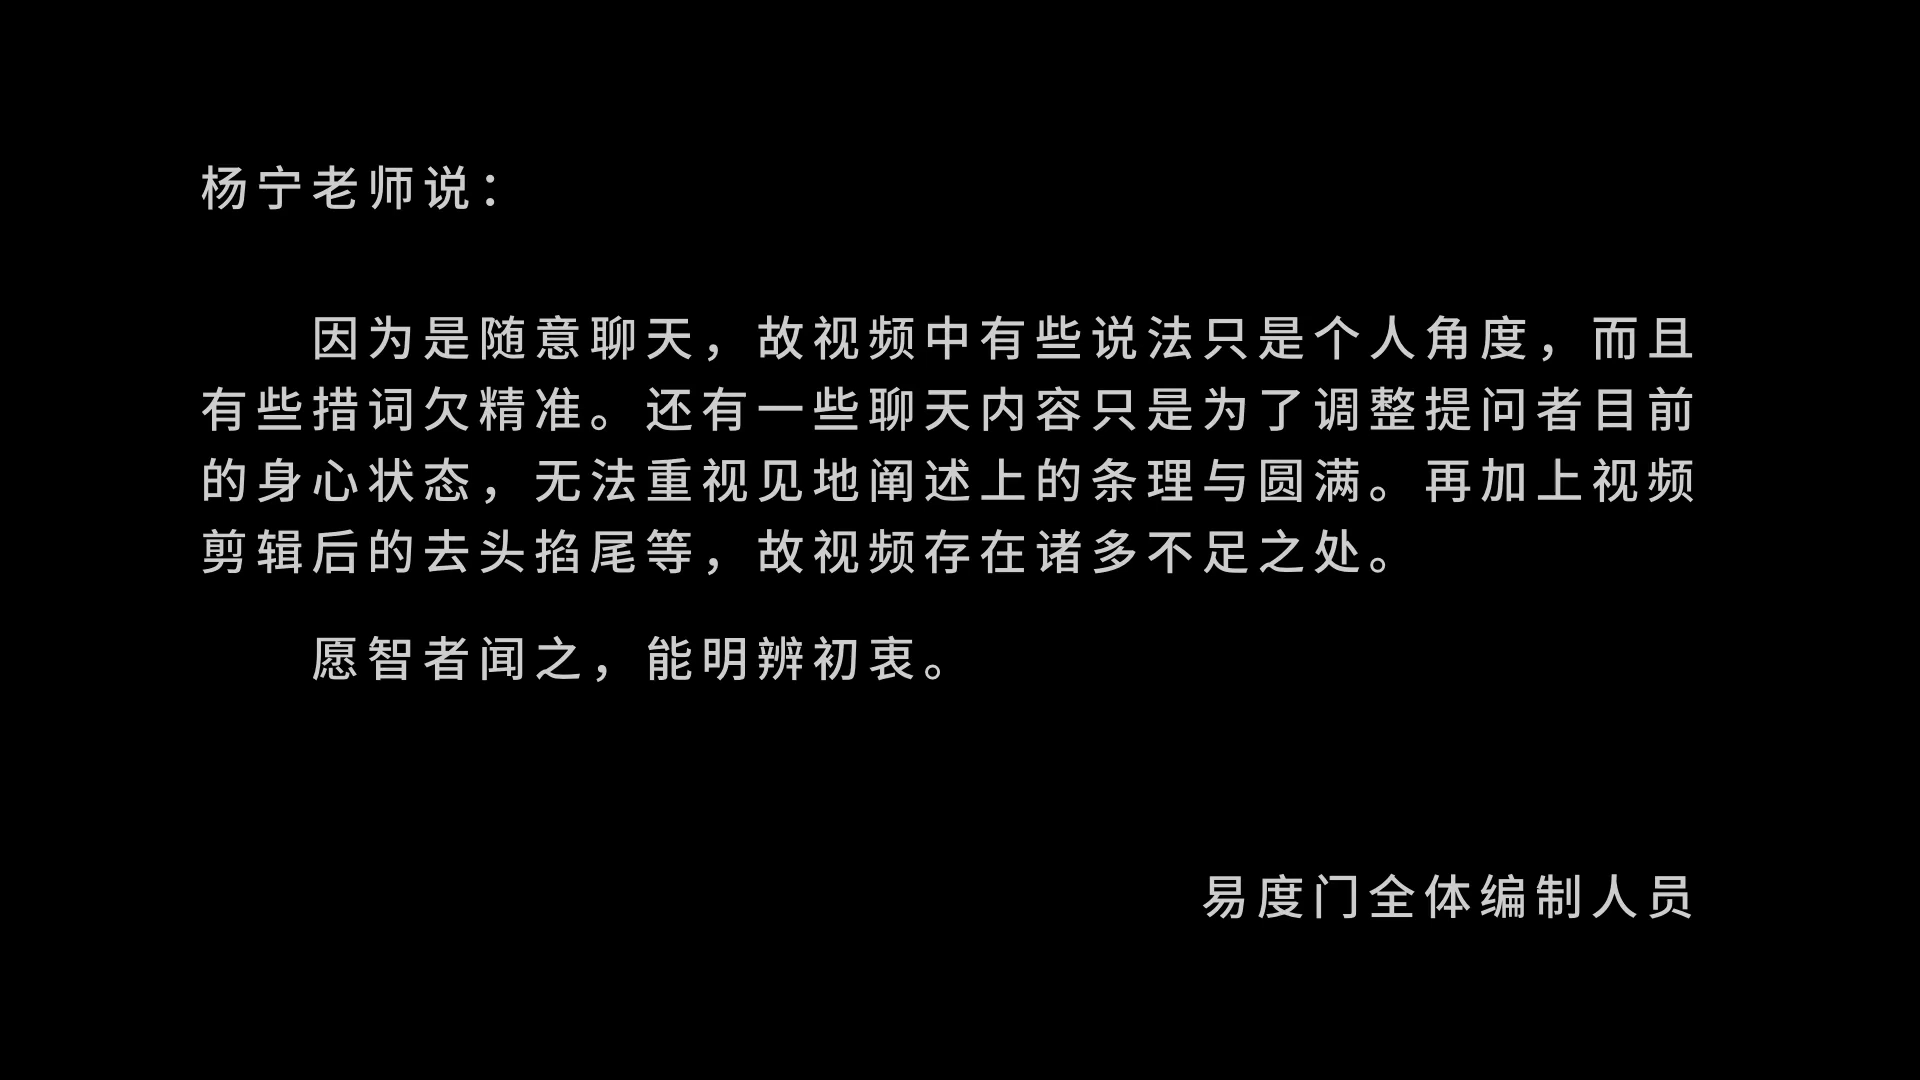 杨宁老师说：
因为是随意聊天，故视频中有些说法只是个人角度，而且
有些措词欠精准。还有一些聊天内容只是为了调整提问者目前
的身心状态，无法重视见地阐述上的条理与圆满。再加上视频
剪辑后的去头掐尾等，故视频存在诸多不足之处。
愿智者闻之，能明辨初衷。
易度门全体编制人员